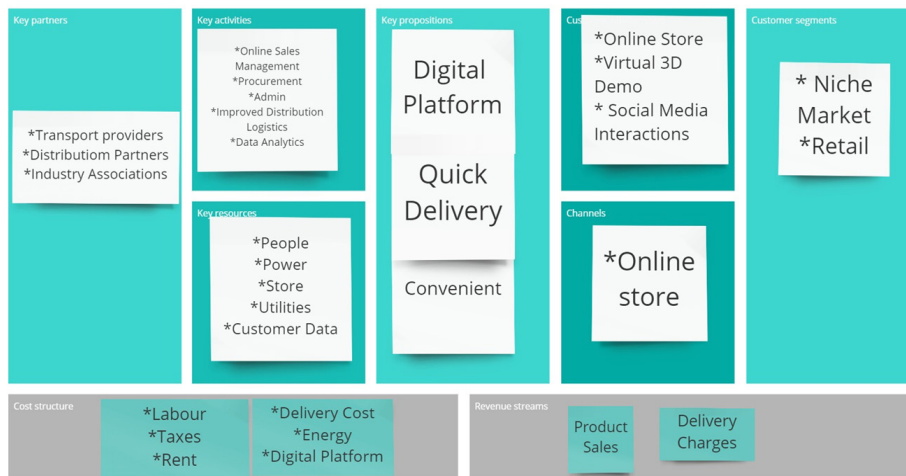 Key partners
*Transport providers
*Distributiom Partners
*Industry Associations
Key activities
*Online Sales
Management
*Procurement
*Admin
*Improved Distribution
Logistics
*Data Analytics
Key resources
*People
*Power
*Store
*Utilities
*Customer Data
Key propositions
Digital
Platform
Quick
Delivery
Convenient
*Online Store
*Virtual 3D
Demo
* Social Media
Interactions
Channels
*Online
store
Customer segments
* Niche
Market
*Retail
Cost structure
*Labour
*Taxes
*Rent
*Delivery Cost
*Energy
*Digital Platform
Revenue streams
Product
Sales
Delivery
Charges